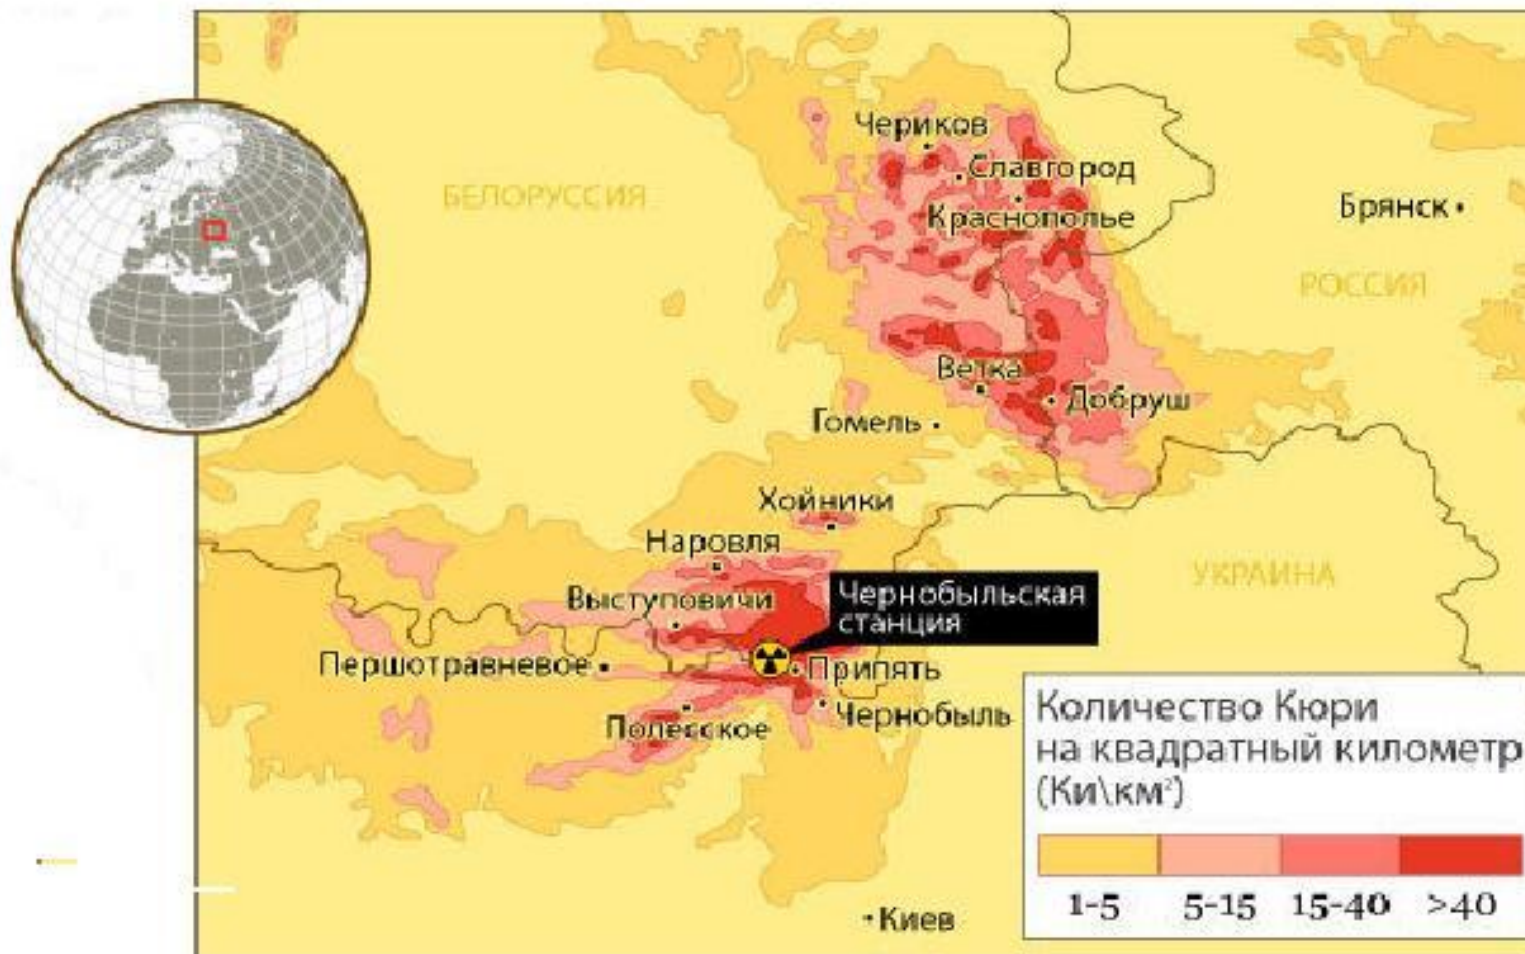 Чериков
Славгород
БЕЛОРУССИЯ
Краснополье
Брянск
РОССИЯ
Ветка
Добруш
Гомель
Хойники
Наровля
УКРАИНА
Выступовичи
Чернобыльская
станция
Першотравневое
Припять
Полесское
Чернобыль
Количество Кюри
на квадратный километр
(Ки\км²)
1-5 5-15 15-40 >40
Киев